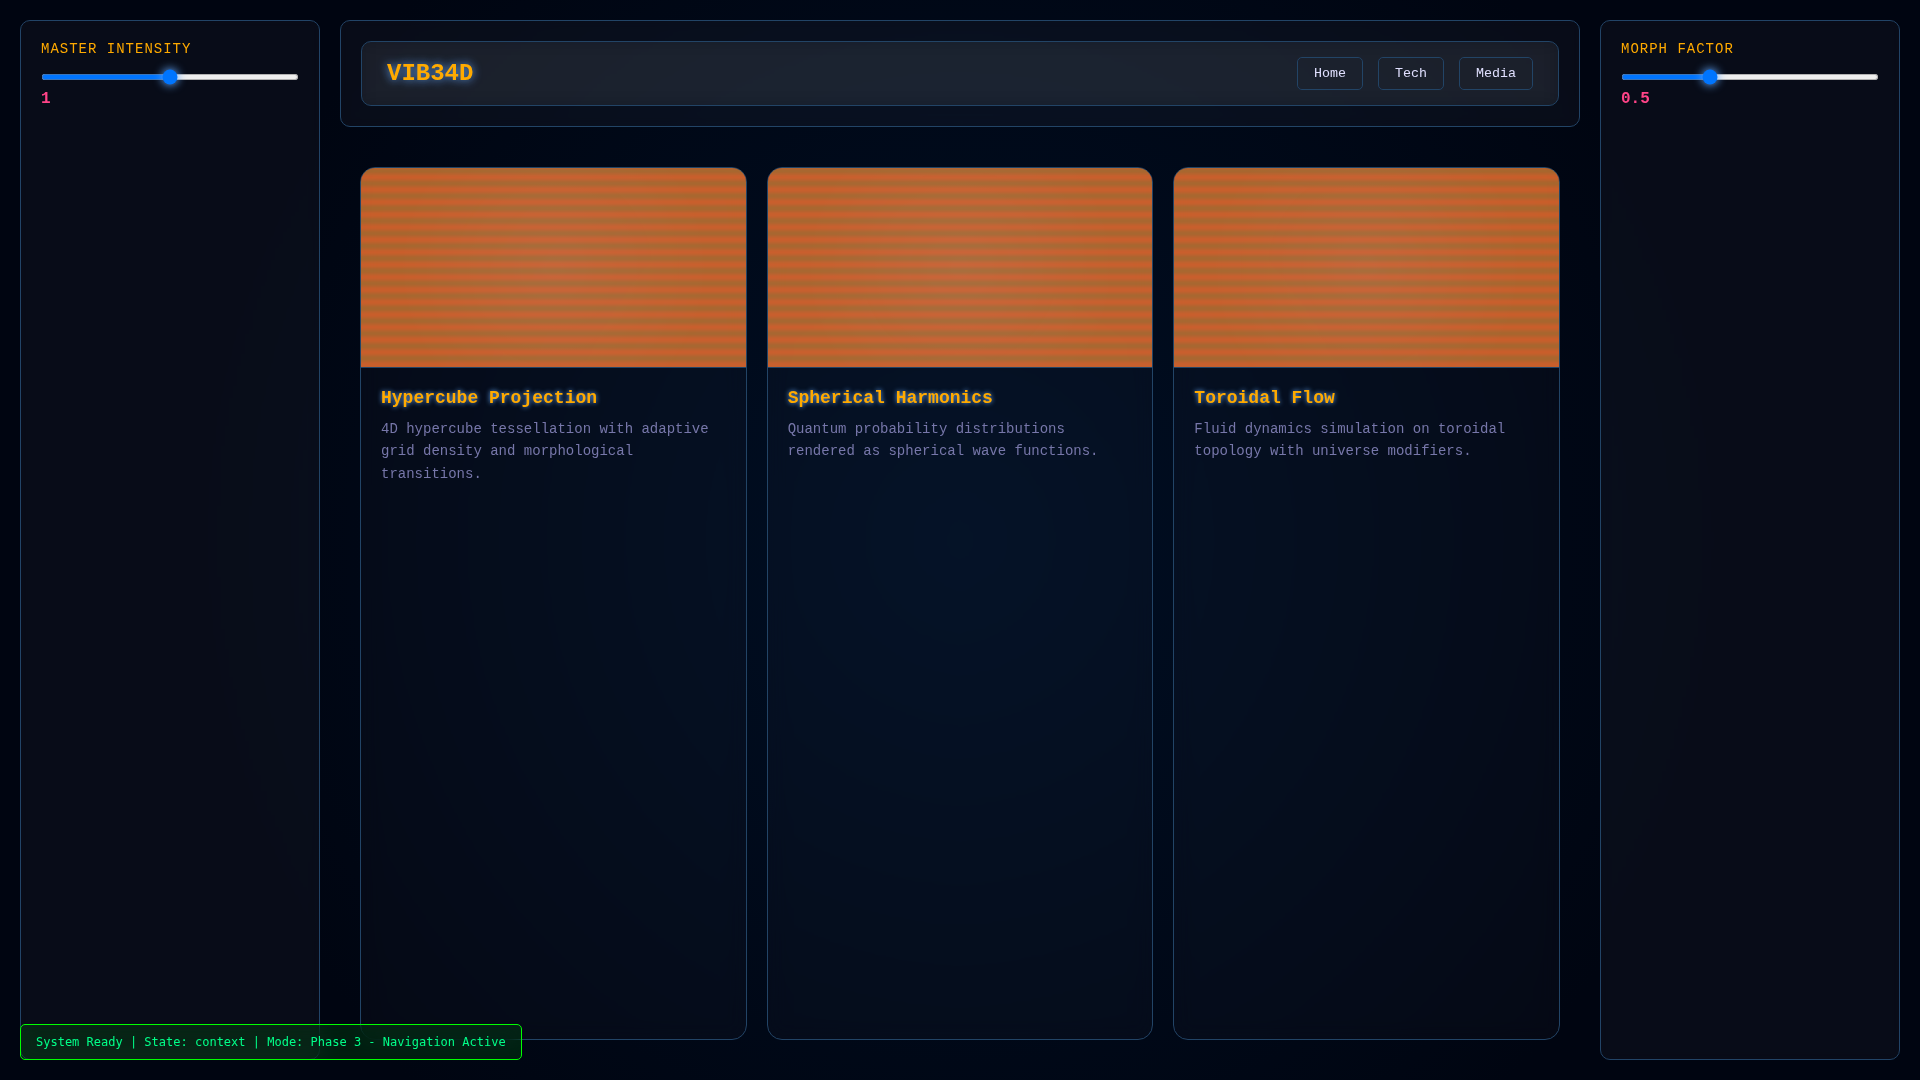 MASTER INTENSITY
1
VIB34D
Home
Tech
Media
MORPH FACTOR
0.5
Hypercube Projection
4D hypercube tessellation with adaptive
grid density and morphological
transitions.
Spherical Harmonics
Quantum probability distributions
rendered as spherical wave functions.
Toroidal Flow
Fluid dynamics simulation on toroidal
topology with universe modifiers.
System Ready | State: context | Mode: Phase 3 - Navigation Active